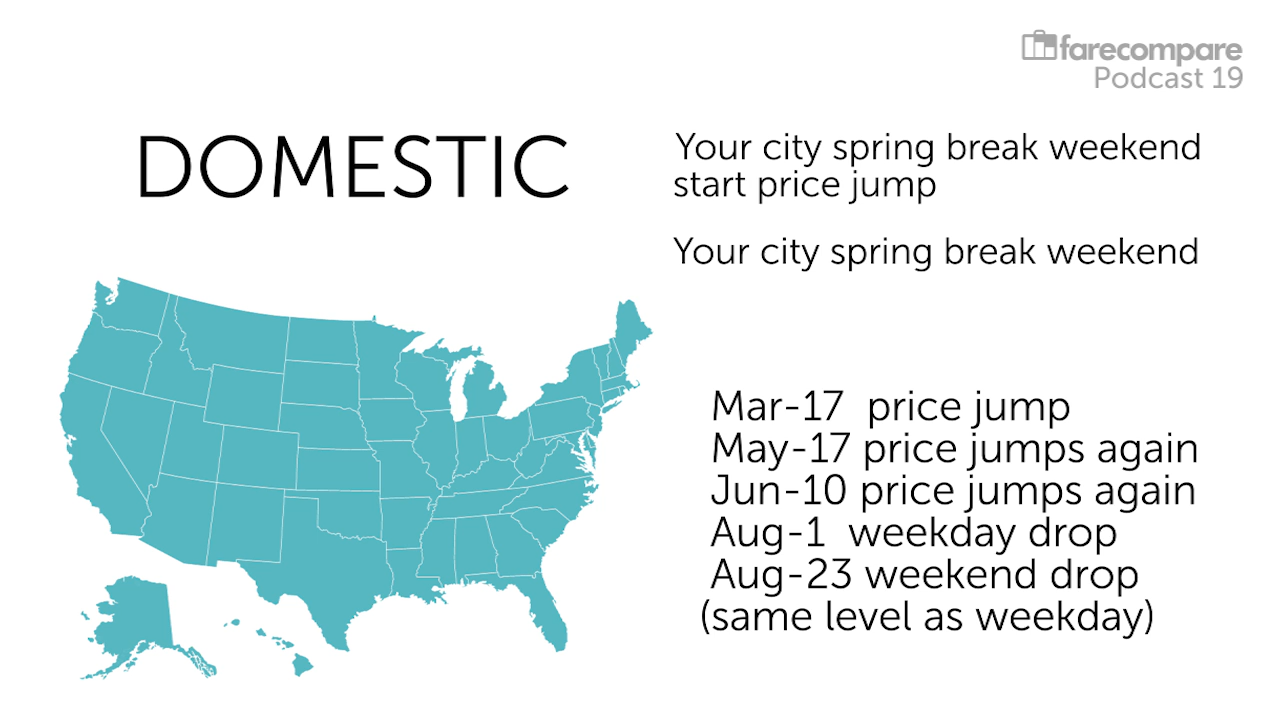 farecompare
Podcast 19
DOMESTIC
Your city spring break weekend
start price jump
Your city spring break weekend
Mar-17 price jump
May-17 price jumps again
Jun-10 price jumps again
Aug-1 weekday drop
Aug-23 weekend drop
(same level as weekday)